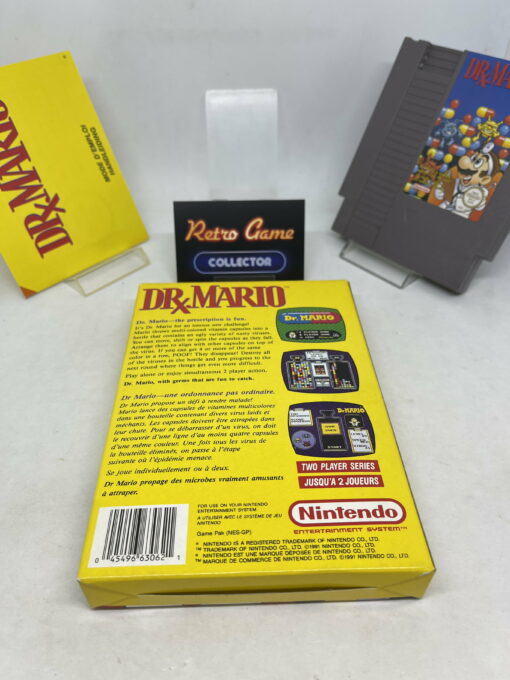 DR.MARIO
MODE D'EMPLOI
HANDLEIDING
DR.MA
Retro Game
COLLECTOR
DR.MARIO™
Dr. Mario—the prescription is fun.
It's Dr. Mario for an intense new challenge!
Mario throws multi-colored vitamin capsules into a
bottle that contains an ugly variety of nasty viruses.
You can move, shift or spin the capsules as they fall.
Arrange them to align with other capsules on top of
the virus. If you can get 4 or more of the same
color in a row, POOF! They disappear! Destroy all
of the viruses in the bottle and you progress to the
next round where things get even more difficult.
Play alone or enjoy simultaneous 2 player action.
Dr. Mario, with germs that are fun to catch.
Dr Mario—une ordonnance pas ordinaire.
Dr Mario propose un défi à rendre malade!
Mario lance des capsules de vitamines multicolores
dans une bouteille contenant divers virus laids et
méchants. Les capsules doivent être attrapées dans
leur chute. Pour se débarrasser d'un virus, on doit
le recouvrir d'une ligne d'au moins quatre capsules
d'une même couleur. Une fois tous les virus de
la bouteille éliminés, on passe à l'étape
suivante où l'épidémie menace.
Se joue individuellement ou à deux.
Dr Mario propage des microbes vraiment amusants
à attraper.
Dr. MARIO
Dr.MARIO
START
TWO PLAYER SERIES
JUSQU'À 2 JOUEURS
Nintendo
ENTERTAINMENT SYSTEM™
0 45496 63062 1
FOR USE ON YOUR NINTENDO
ENTERTAINMENT SYSTEM
A UTILISER AVEC LE SYSTÈME DE JEU
NINTENDO
Game Pak (NES-GP)
® NINTENDO IS A REGISTERED TRADEMARK OF NINTENDO CO., LTD.
™ TRADEMARK OF NINTENDO CO., LTD. ©1991 NINTENDO CO., LTD.
® NINTENDO EST UNE MARQUE DÉPOSÉE DE NINTENDO CO., LTD.
™ MARQUE DE COMMERCE DE NINTENDO CO., LTD. ©1991 NINTENDO CO., LTD.